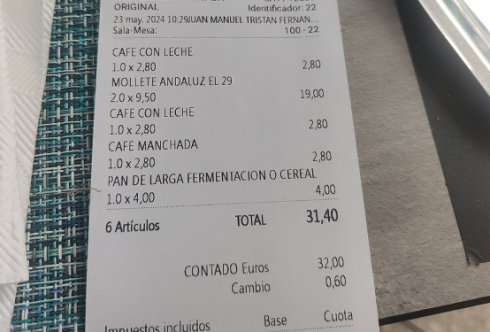 ORIGINAL Identificador: 22
23 may. 2024 10:29 JUAN MANUEL TRISTAN FERNAN...
Sala-Mesa: 100 - 22
CAFE CON LECHE
1.0 x 2,80 2,80
MOLLETE ANDALUZ EL 29
2.0 x 9,50 19,00
CAFE CON LECHE
1.0 x 2,80 2,80
CAFE MANCHADA
1.0 x 2,80 2,80
PAN DE LARGA FERMENTACION O CEREAL
1.0 x 4,00 4,00
6 Artículos TOTAL 31,40
CONTADO Euros 32,00
Cambio 0,60
Impuestos incluidos Base Cuota